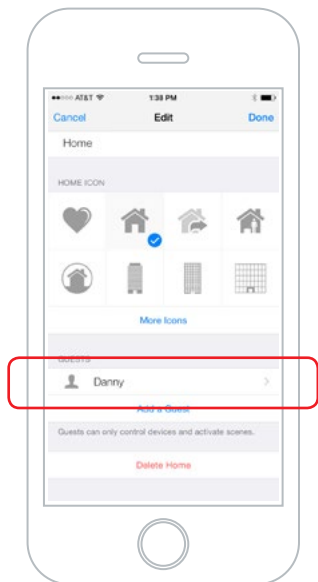 AT&T 1:38 PM
Cancel Edit Done
Home
HOME ICON
More Icons
GUESTS
Danny
Add a Guest
Guests can only control devices and activate scenes.
Delete Home